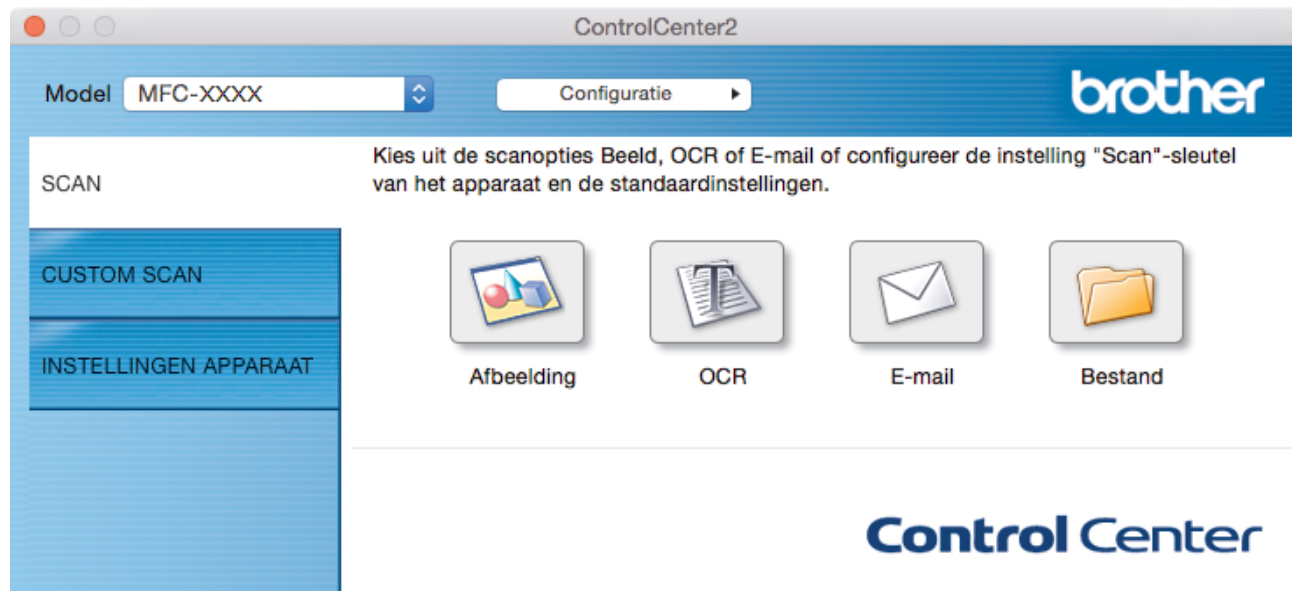 ControlCenter2
Model MFC-XXXX Configuratie brother
Kies uit de scanopties Beeld, OCR of E-mail of configureer de instelling "Scan"-sleutel
van het apparaat en de standaardinstellingen.
SCAN
CUSTOM SCAN
INSTELLINGEN APPARAAT
Afbeelding OCR E-mail Bestand
Control Center